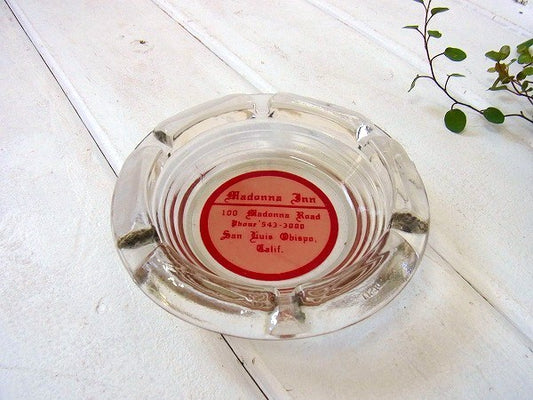 Madonna Inn
100 Madonna Road
Phone 543-3000
San Luis Obispo,
Calif.